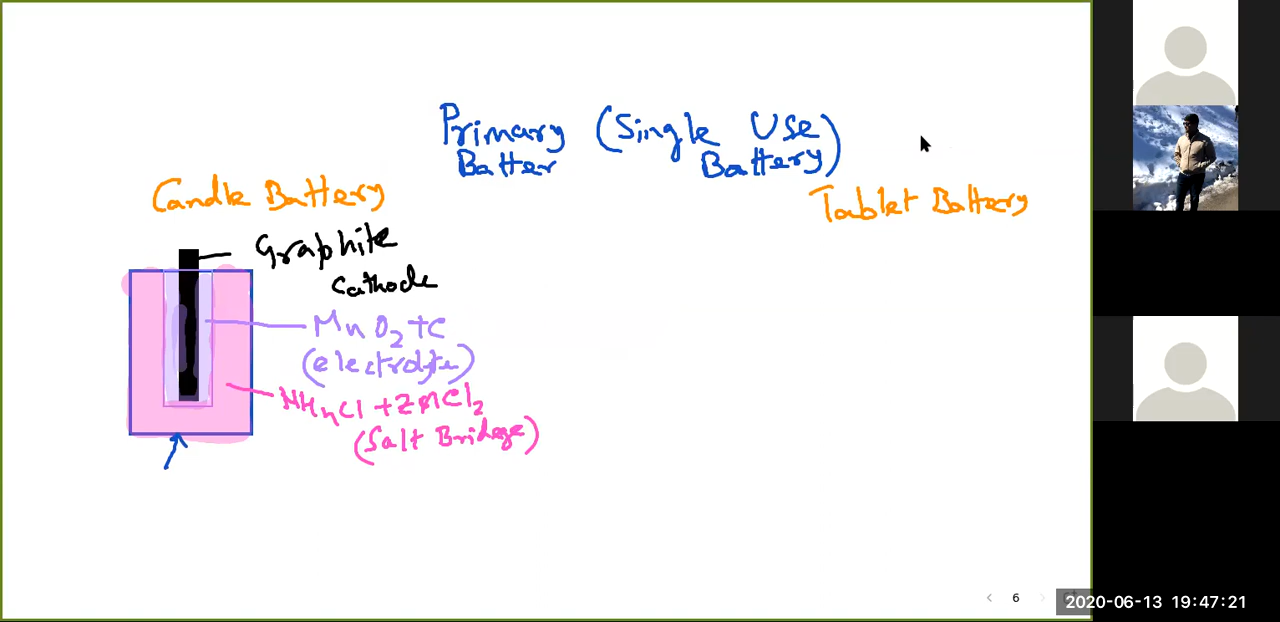 Primary (Single Use
Batter Battery)
Candle Battery
Tablet Battery
Graphite
Cathode
MnO2+C
(electrolyte)
NH4Cl+ZnCl2
(Salt Bridge)
6
2020-06-13 19:47:21